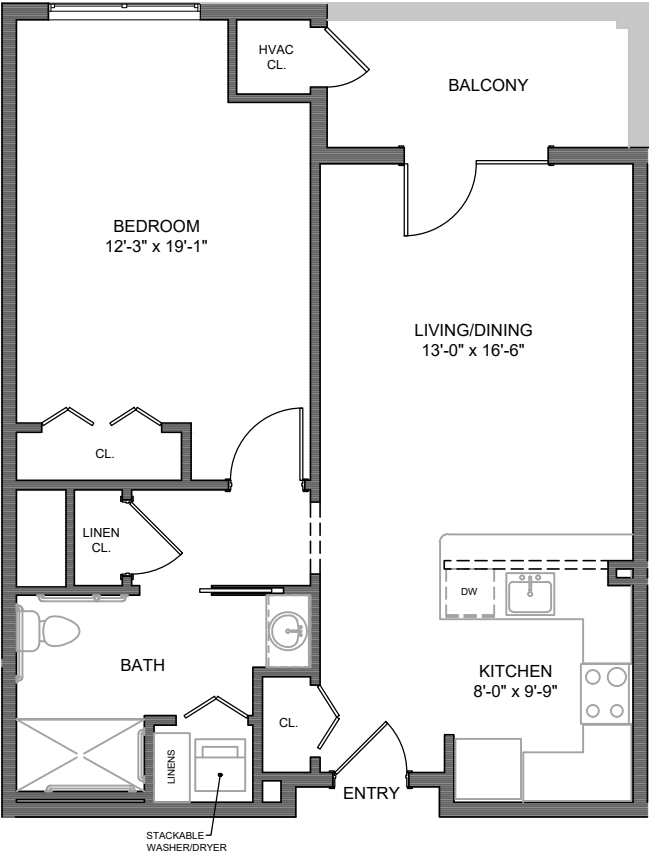 HVAC
CL.
BALCONY
BEDROOM
12'-3" x 19'-1"
LIVING/DINING
13'-0" x 16'-6"
CL.
LINEN
CL.
DW
BATH
KITCHEN
8'-0" x 9'-9"
CL.
LINENS
ENTRY
STACKABLE
WASHER/DRYER